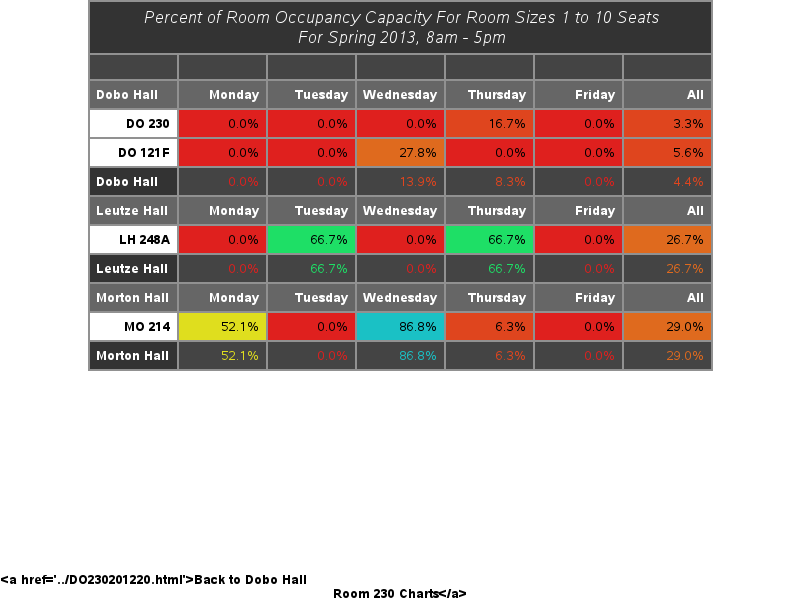 Percent of Room Occupancy Capacity For Room Sizes 1 to 10 Seats
For Spring 2013, 8am - 5pm
Dobo Hall Monday Tuesday Wednesday Thursday Friday All
DO 230 0.0% 0.0% 0.0% 16.7% 0.0% 3.3%
DO 121F 0.0% 0.0% 27.8% 0.0% 0.0% 5.6%
Dobo Hall 0.0% 0.0% 13.9% 8.3% 0.0% 4.4%
Leutze Hall Monday Tuesday Wednesday Thursday Friday All
LH 248A 0.0% 66.7% 0.0% 66.7% 0.0% 26.7%
Leutze Hall 0.0% 66.7% 0.0% 66.7% 0.0% 26.7%
Morton Hall Monday Tuesday Wednesday Thursday Friday All
MO 214 52.1% 0.0% 86.8% 6.3% 0.0% 29.0%
Morton Hall 52.1% 0.0% 86.8% 6.3% 0.0% 29.0%
<a href='../DO230201220.html'>Back to Dobo Hall
Room 230 Charts</a>